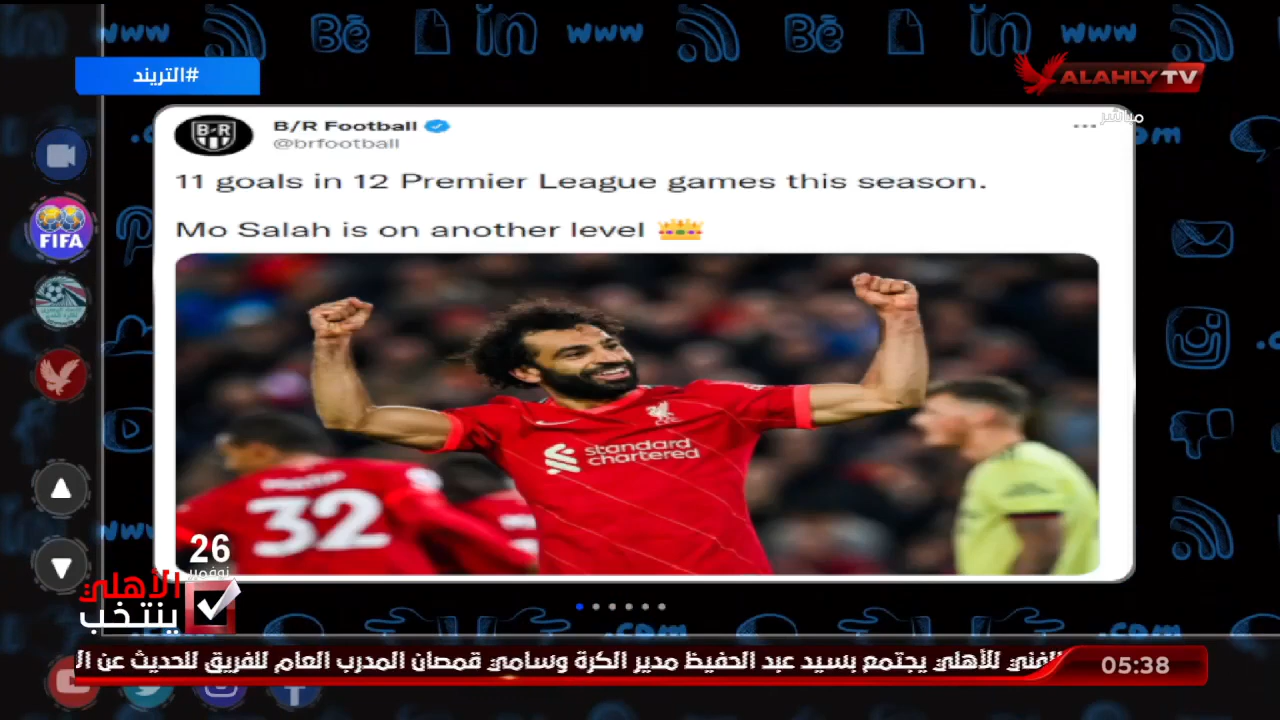 #التريند
ALAHLY TV
مباشر
B/R Football
@brfootball
11 goals in 12 Premier League games this season.
Mo Salah is on another level
FIFA
standard
chartered
32
26
نوفمبر
الأهلي
ينتخب
الفني للأهلي يجتمع بسيد عبد الحفيظ مدير الكرة وسامي قمصان المدرب العام للفريق للحديث عن ال
05:38